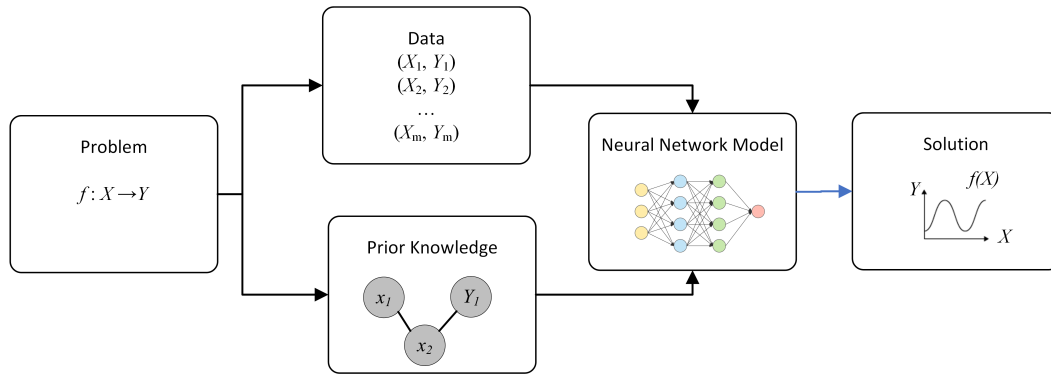 Problem
f : X → Y
Data
(X₁, Y₁)
(X₂, Y₂)
...
(Xₘ, Yₘ)
Prior Knowledge
x₁
Y₁
x₂
Neural Network Model
Solution
Y
f(X)
X